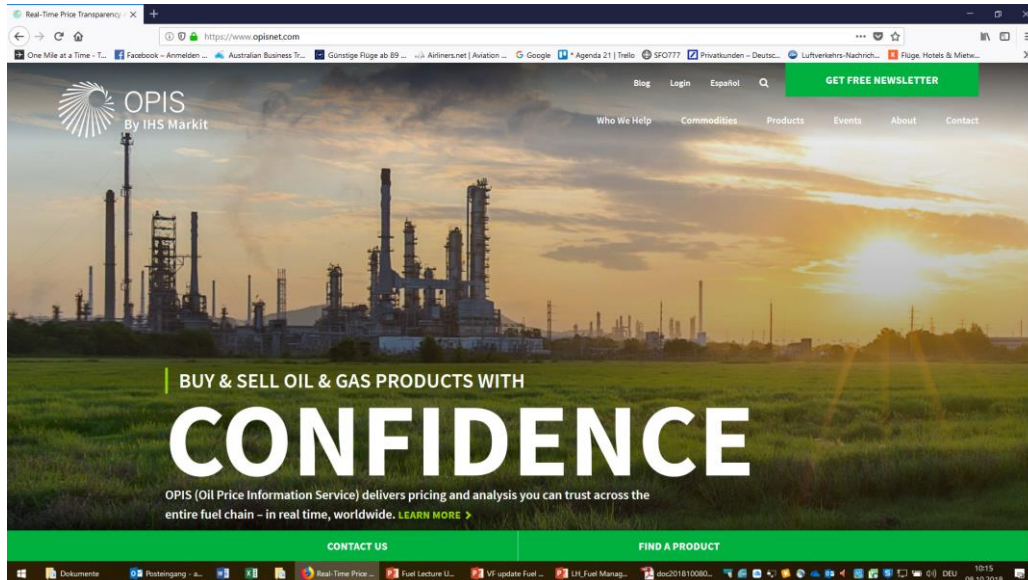 Real-Time Price Transparency
https://www.opisnet.com
One Mile at a Time - T...
Facebook – Anmelden ...
Australian Business Tr...
Günstige Flüge ab 89 ...
Airliners.net | Aviation ...
Google
* Agenda 21 | Trello
SFO777
Privatkunden – Deutsc...
Luftverkehrs-Nachrich...
Flüge, Hotels & Mietw...
Blog Login Español
GET FREE NEWSLETTER
OPIS
By IHS Markit
Who We Help Commodities Products Events About Contact
BUY & SELL OIL & GAS PRODUCTS WITH
CONFIDENCE
OPIS (Oil Price Information Service) delivers pricing and analysis you can trust across the
entire fuel chain – in real time, worldwide. LEARN MORE >
CONTACT US
FIND A PRODUCT
Dokumente
Posteingang - a...
Real-Time Price ...
Fuel Lecture U...
VF update Fuel ...
LH_Fuel Manag...
doc201810080...
DEU
10:15
08.10.2018